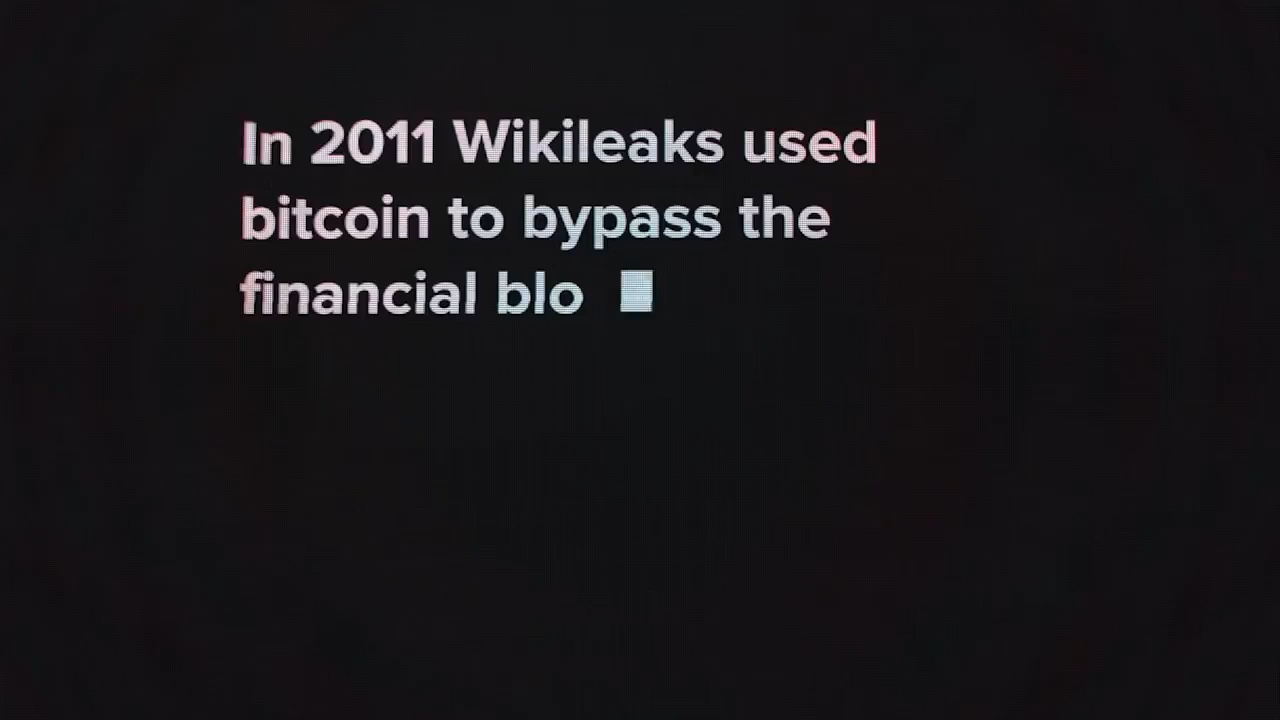 In 2011 Wikileaks used
bitcoin to bypass the
financial blo